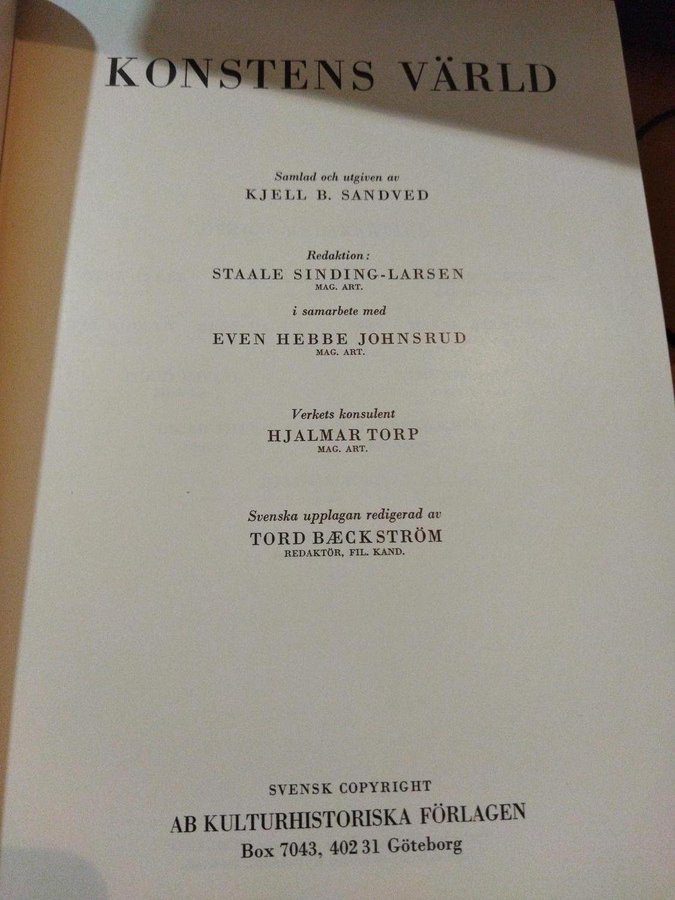 KONSTENS VÄRLD
Samlad och utgiven av
KJELL B. SANDVED
Redaktion:
STAALE SINDING-LARSEN
MAG. ART.
i samarbete med
EVEN HEBBE JOHNSRUD
MAG. ART.
Verkets konsulent
HJALMAR TORP
MAG. ART.
Svenska upplagan redigerad av
TORD BÆCKSTRÖM
REDAKTÖR, FIL. KAND.
SVENSK COPYRIGHT
AB KULTURHISTORISKA FÖRLAGEN
Box 7043, 402 31 Göteborg